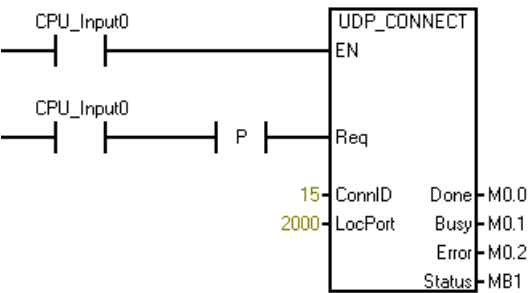 CPU_Input0
UDP_CONNECT
EN
CPU_Input0
P
Req
15 ConnID Done M0.0
2000 LocPort Busy M0.1
Error M0.2
Status MB1